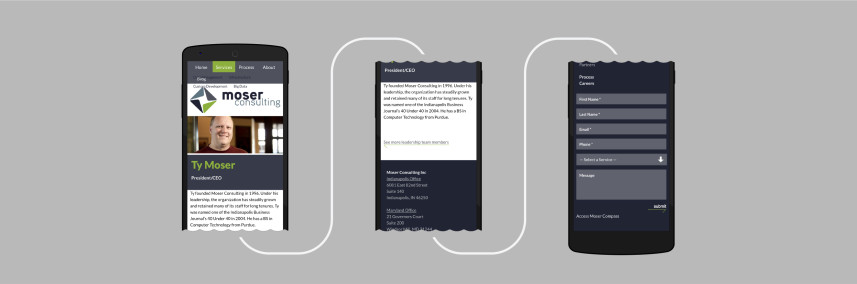 Home Services Process About
Blog
Custom Development Big Data
moser
consulting
Ty Moser
President/CEO
Ty founded Moser Consulting in 1996. Under his
leadership, the organization has steadily grown
and retained many of its staff for long tenures. Ty
was named one of the Indianapolis Business
Journal's 40 Under 40 in 2004. He has a BS in
Computer Technology from Purdue.
President/CEO
Ty founded Moser Consulting in 1996. Under his
leadership, the organization has steadily grown
and retained many of its staff for long tenures. Ty
was named one of the Indianapolis Business
Journal's 40 Under 40 in 2004. He has a BS in
Computer Technology from Purdue.
See more leadership team members
Moser Consulting Inc
Indianapolis Office
6001 East 82nd Street
Suite 140
Indianapolis, IN 46250
Maryland Office
21 Governors Court
Suite 200
Partners
Process
Careers
First Name *
Last Name *
Email *
Phone *
-- Select a Service --
Message
submit
Access Moser Compass